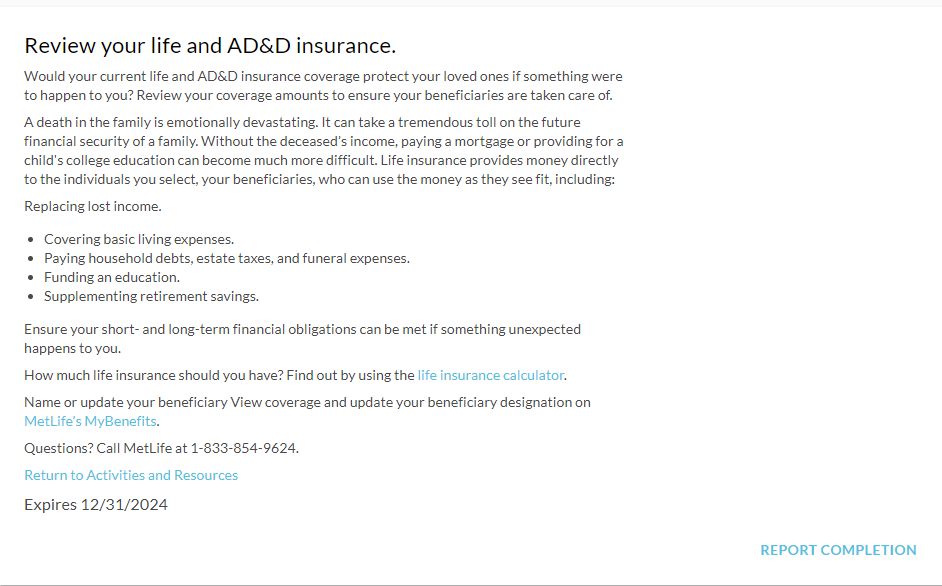 Review your life and AD&D insurance.
Would your current life and AD&D insurance coverage protect your loved ones if something were
to happen to you? Review your coverage amounts to ensure your beneficiaries are taken care of.
A death in the family is emotionally devastating. It can take a tremendous toll on the future
financial security of a family. Without the deceased’s income, paying a mortgage or providing for a
child's college education can become much more difficult. Life insurance provides money directly
to the individuals you select, your beneficiaries, who can use the money as they see fit, including:
Replacing lost income.
• Covering basic living expenses.
• Paying household debts, estate taxes, and funeral expenses.
• Funding an education.
• Supplementing retirement savings.
Ensure your short- and long-term financial obligations can be met if something unexpected
happens to you.
How much life insurance should you have? Find out by using the life insurance calculator.
Name or update your beneficiary View coverage and update your beneficiary designation on
MetLife’s MyBenefits.
Questions? Call MetLife at 1-833-854-9624.
Return to Activities and Resources
Expires 12/31/2024
REPORT COMPLETION